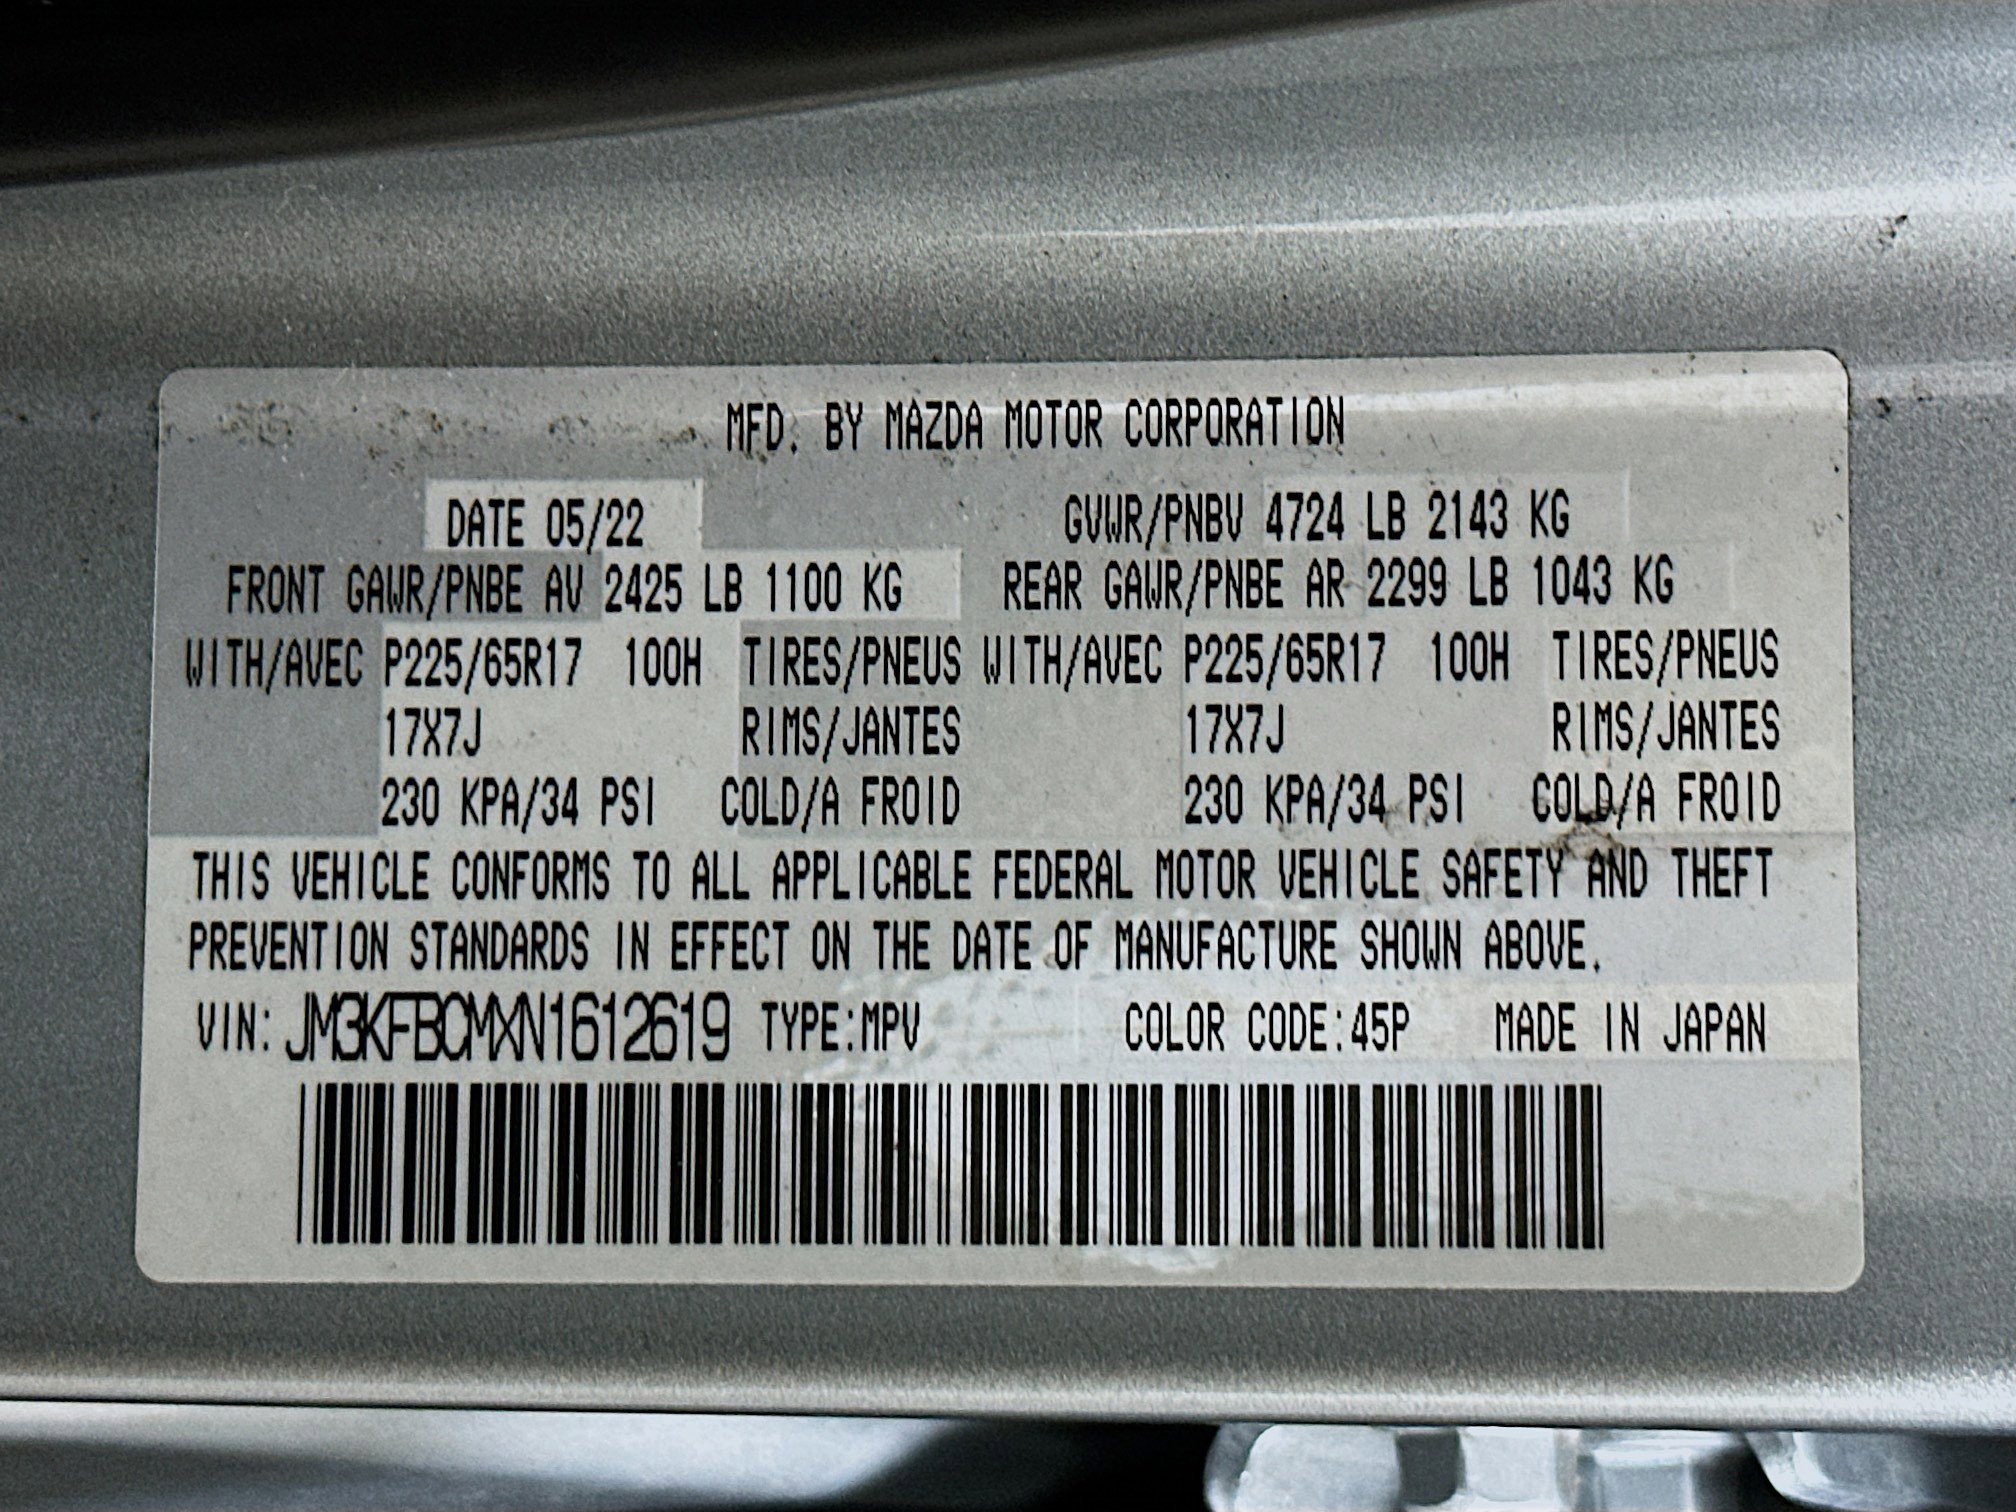 MFD. BY MAZDA MOTOR CORPORATION
DATE 05/22 GVWR/PNBV 4724 LB 2143 KG
FRONT GAWR/PNBE AV 2425 LB 1100 KG REAR GAWR/PNBE AR 2299 LB 1043 KG
WITH/AVEC P225/65R17 100H TIRES/PNEUS WITH/AVEC P225/65R17 100H TIRES/PNEUS
17X7J RIMS/JANTES 17X7J RIMS/JANTES
230 KPA/34 PSI COLD/A FROID 230 KPA/34 PSI COLD/A FROID
THIS VEHICLE CONFORMS TO ALL APPLICABLE FEDERAL MOTOR VEHICLE SAFETY AND THEFT
PREVENTION STANDARDS IN EFFECT ON THE DATE OF MANUFACTURE SHOWN ABOVE.
VIN: JM3KFBCMXN1612619 TYPE:MPV COLOR CODE:45P MADE IN JAPAN